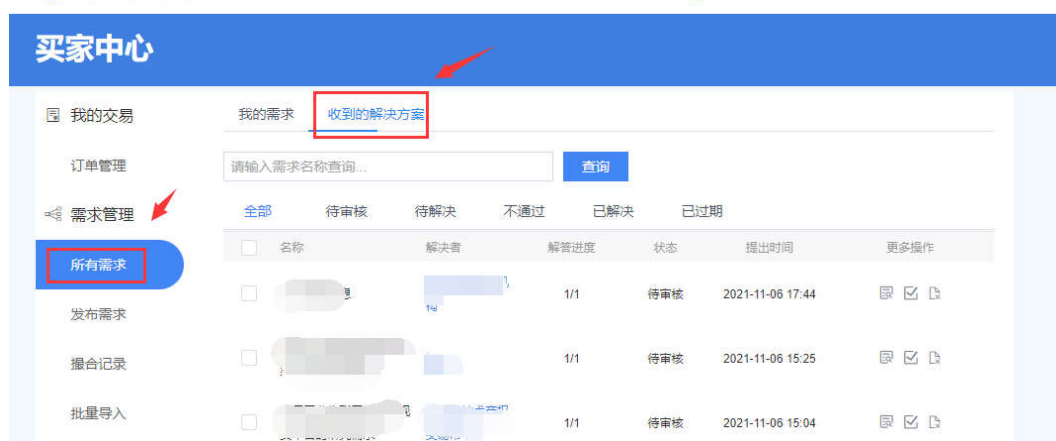 买家中心
我的交易
订单管理
需求管理
所有需求
发布需求
撮合记录
批量导入
我的需求 收到的解决方案
请输入需求名称查询... 查询
全部 待审核 待解决 不通过 已解决 已过期
名称 解决者 解答进度 状态 提出时间 更多操作
1/1 待审核 2021-11-06 17:44
1/1 待审核 2021-11-06 15:25
1/1 待审核 2021-11-06 15:04